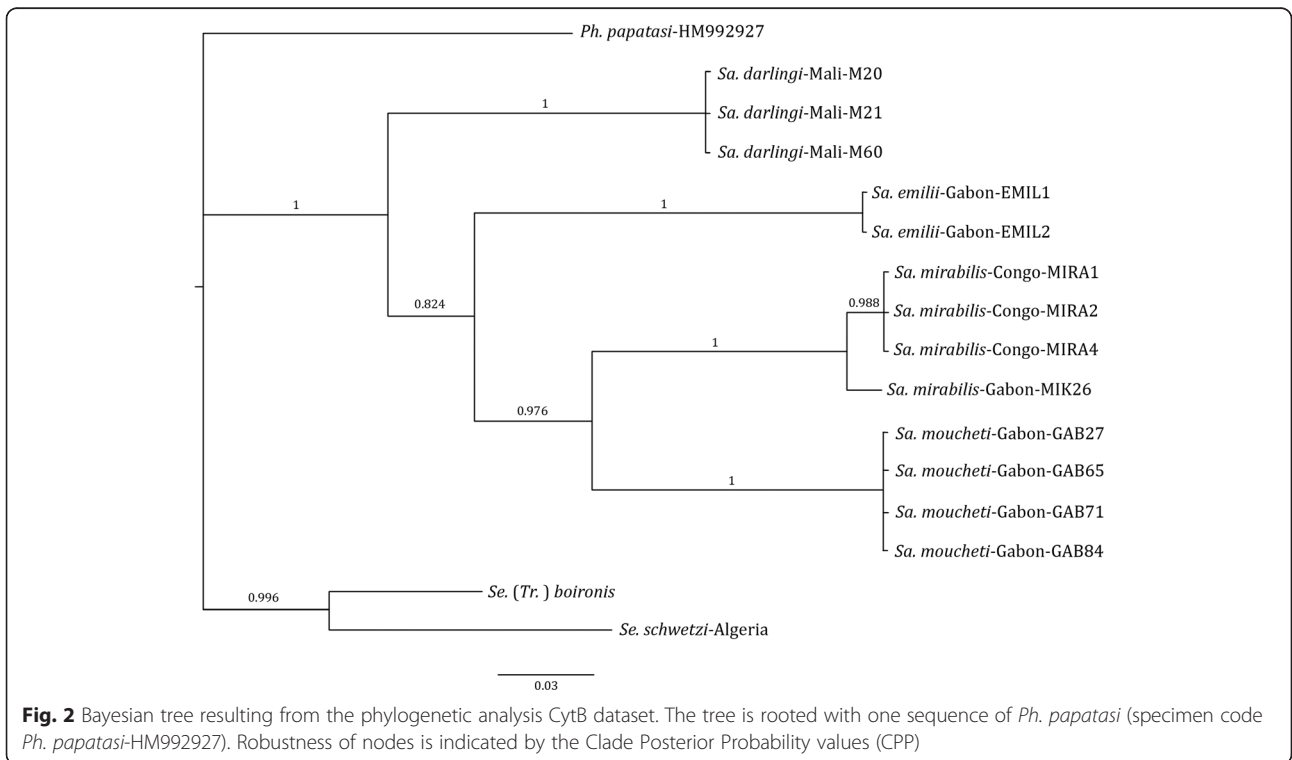 Ph. papatasi-HM992927
Sa. darlingi-Mali-M20
1
Sa. darlingi-Mali-M21
Sa. darlingi-Mali-M60
Sa. emilii-Gabon-EMIL1
1
1
Sa. emilii-Gabon-EMIL2
Sa. mirabilis-Congo-MIRA1
0.824
0.988
Sa. mirabilis-Congo-MIRA2
1
Sa. mirabilis-Congo-MIRA4
Sa. mirabilis-Gabon-MIK26
0.976
Sa. moucheti-Gabon-GAB27
Sa. moucheti-Gabon-GAB65
1
Sa. moucheti-Gabon-GAB71
Sa. moucheti-Gabon-GAB84
Se. (Tr. ) boironis
0.996
Se. schwetzi-Algeria
0.03
Fig. 2 Bayesian tree resulting from the phylogenetic analysis CytB dataset. The tree is rooted with one sequence of Ph. papatasi (specimen code
Ph. papatasi-HM992927). Robustness of nodes is indicated by the Clade Posterior Probability values (CPP)